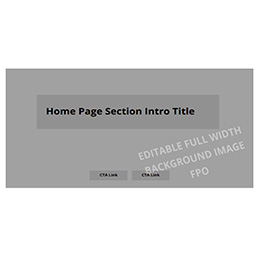 Home Page Section Intro Title
EDITABLE FULL WIDTH
BACKGROUND IMAGE
FPO
CTA Link CTA Link